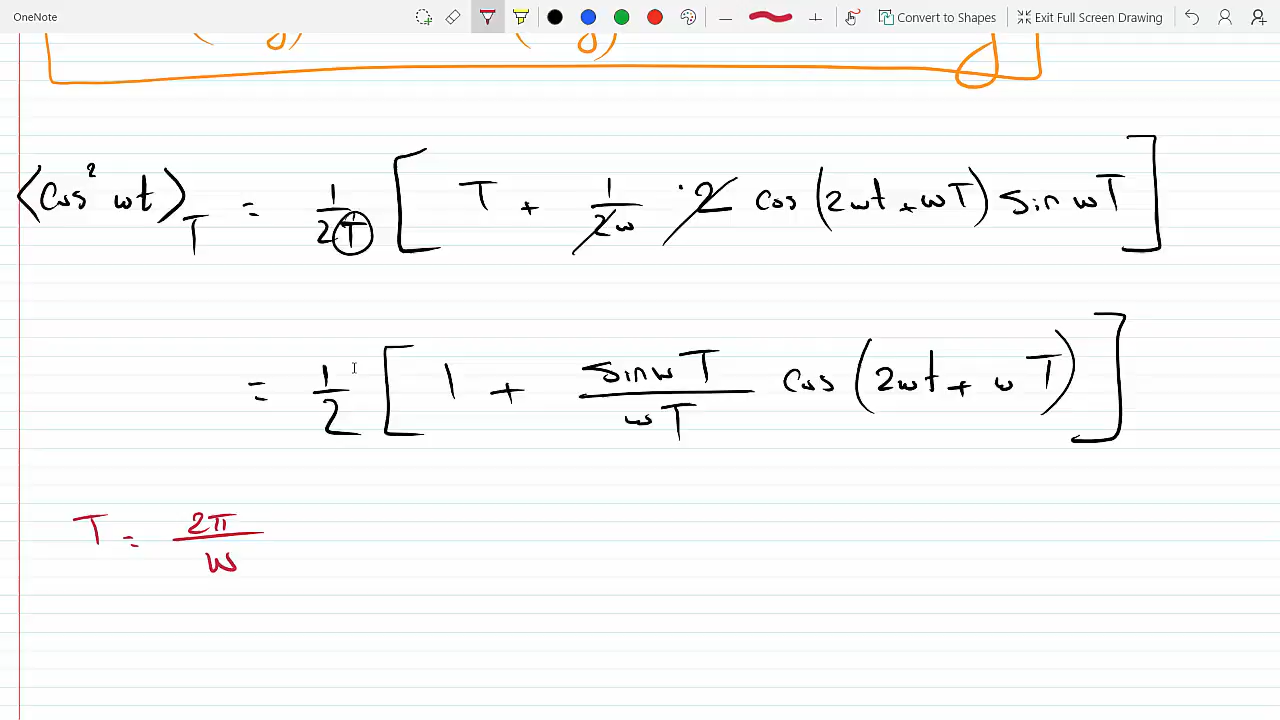 OneNote
Convert to Shapes
Exit Full Screen Drawing
⟨cos² ωt⟩_T = 1/2T [ T + 1/2ω · 2 cos (2ωt + ωT) sin ωT ]
= 1/2 [ 1 + sin ωT / ωT cos (2ωt + ωT) ]
T = 2π / ω